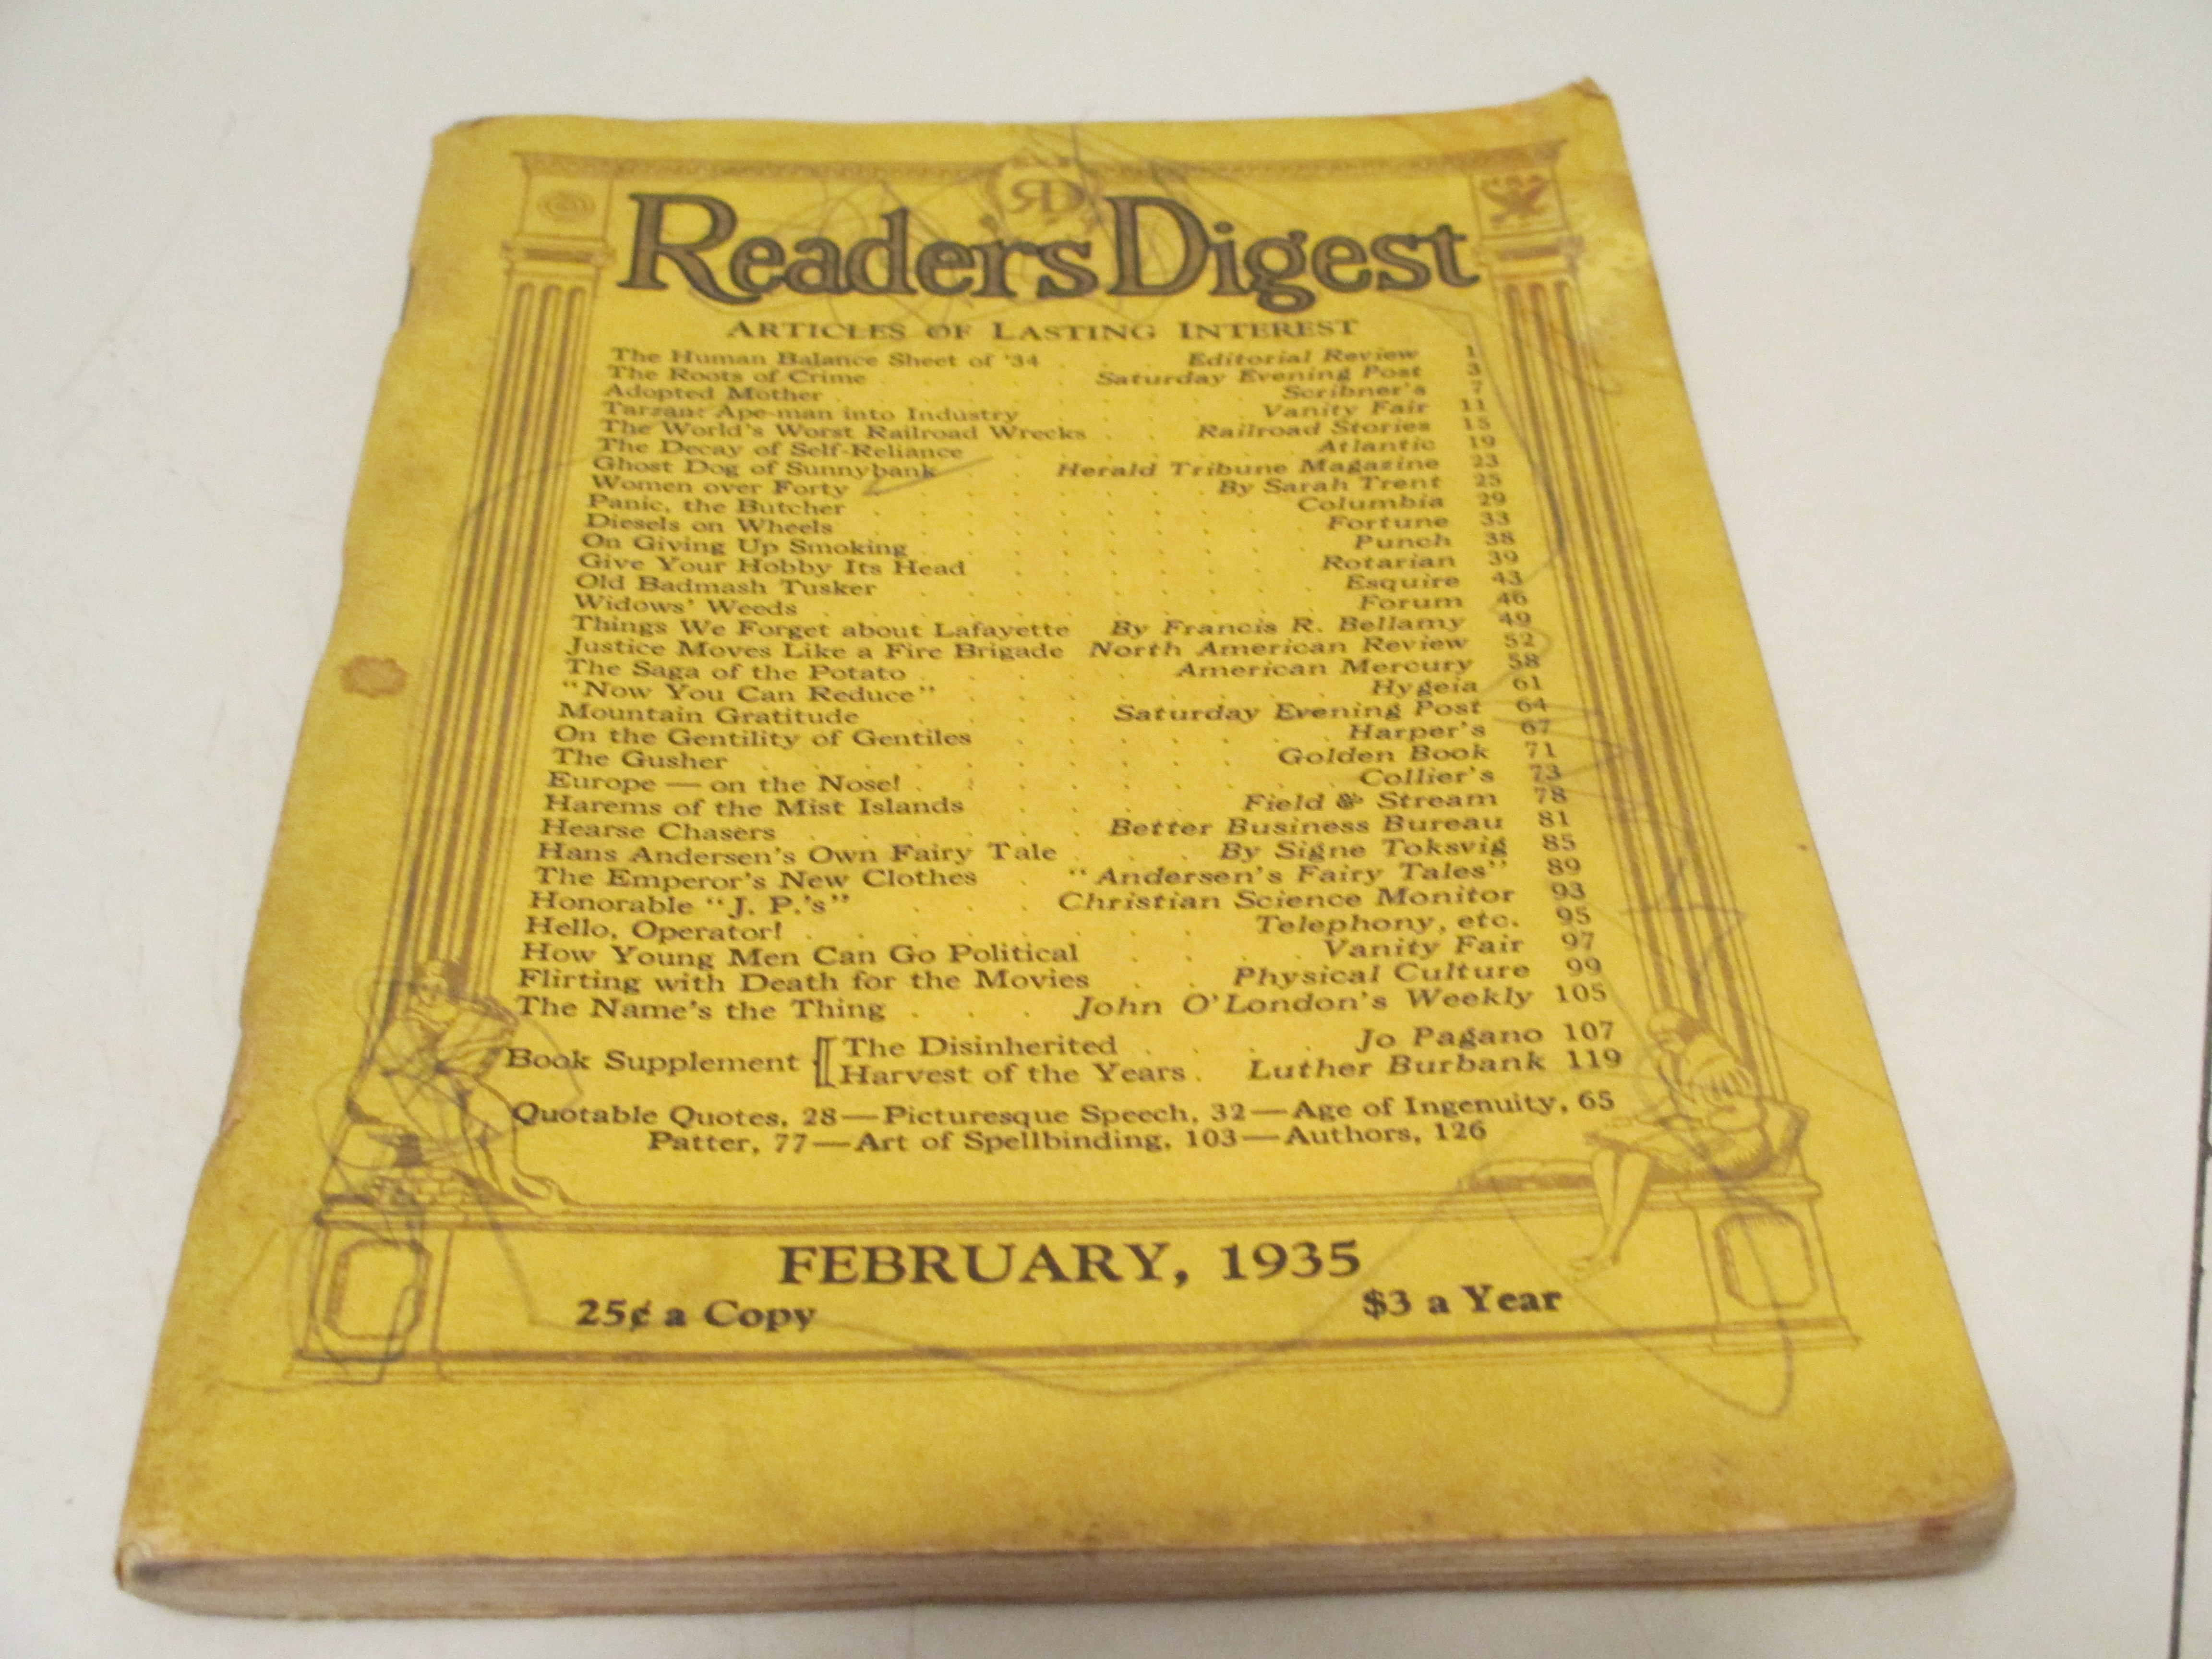 RD
Reader's Digest
ARTICLES OF LASTING INTEREST
The Human Balance Sheet of '34 . . Editorial Review 1
The Roots of Crime . . . . . Saturday Evening Post 3
Adopted Mother . . . . . . . Scribner's 7
Tarzan: Ape-man into Industry . . . . Vanity Fair 11
The World's Worst Railroad Wrecks . . . Railroad Stories 15
The Decay of Self-Reliance . . . . . Atlantic 19
Ghost Dog of Sunnybank . . Herald Tribune Magazine 23
Women over Forty . . . . . . By Sarah Trent 25
Panic, the Butcher . . . . . . . Columbia 29
Diesels on Wheels . . . . . . . Fortune 33
On Giving Up Smoking . . . . . . Punch 38
Give Your Hobby Its Head . . . . . Rotarian 39
Old Badmash Tusker . . . . . . . Esquire 43
Widows' Weeds . . . . . . . . Forum 46
Things We Forget about Lafayette By Francis R. Bellamy 49
Justice Moves Like a Fire Brigade North American Review 52
The Saga of the Potato . . . . . American Mercury 58
"Now You Can Reduce" . . . . . . Hygeia 61
Mountain Gratitude . . . . Saturday Evening Post 64
On the Gentility of Gentiles . . . . . Harper's 67
The Gusher . . . . . . . . Golden Book 71
Europe — on the Nose! . . . . . . Collier's 73
Harems of the Mist Islands . . . . Field & Stream 78
Hearse Chasers . . . . . Better Business Bureau 81
Hans Andersen's Own Fairy Tale . . . By Signe Toksvig 85
The Emperor's New Clothes . "Andersen's Fairy Tales" 89
Honorable "J. P.'s" . . . Christian Science Monitor 93
Hello, Operator! . . . . . . Telephony, etc. 95
How Young Men Can Go Political . . . . Vanity Fair 97
Flirting with Death for the Movies . . Physical Culture 99
The Name's the Thing . . . John O'London's Weekly 105
Book Supplement [The Disinherited . . . . Jo Pagano 107
Harvest of the Years . Luther Burbank 119
Quotable Quotes, 28—Picturesque Speech, 32—Age of Ingenuity, 65
Patter, 77—Art of Spellbinding, 103—Authors, 126
FEBRUARY, 1935
25¢ a Copy $3 a Year